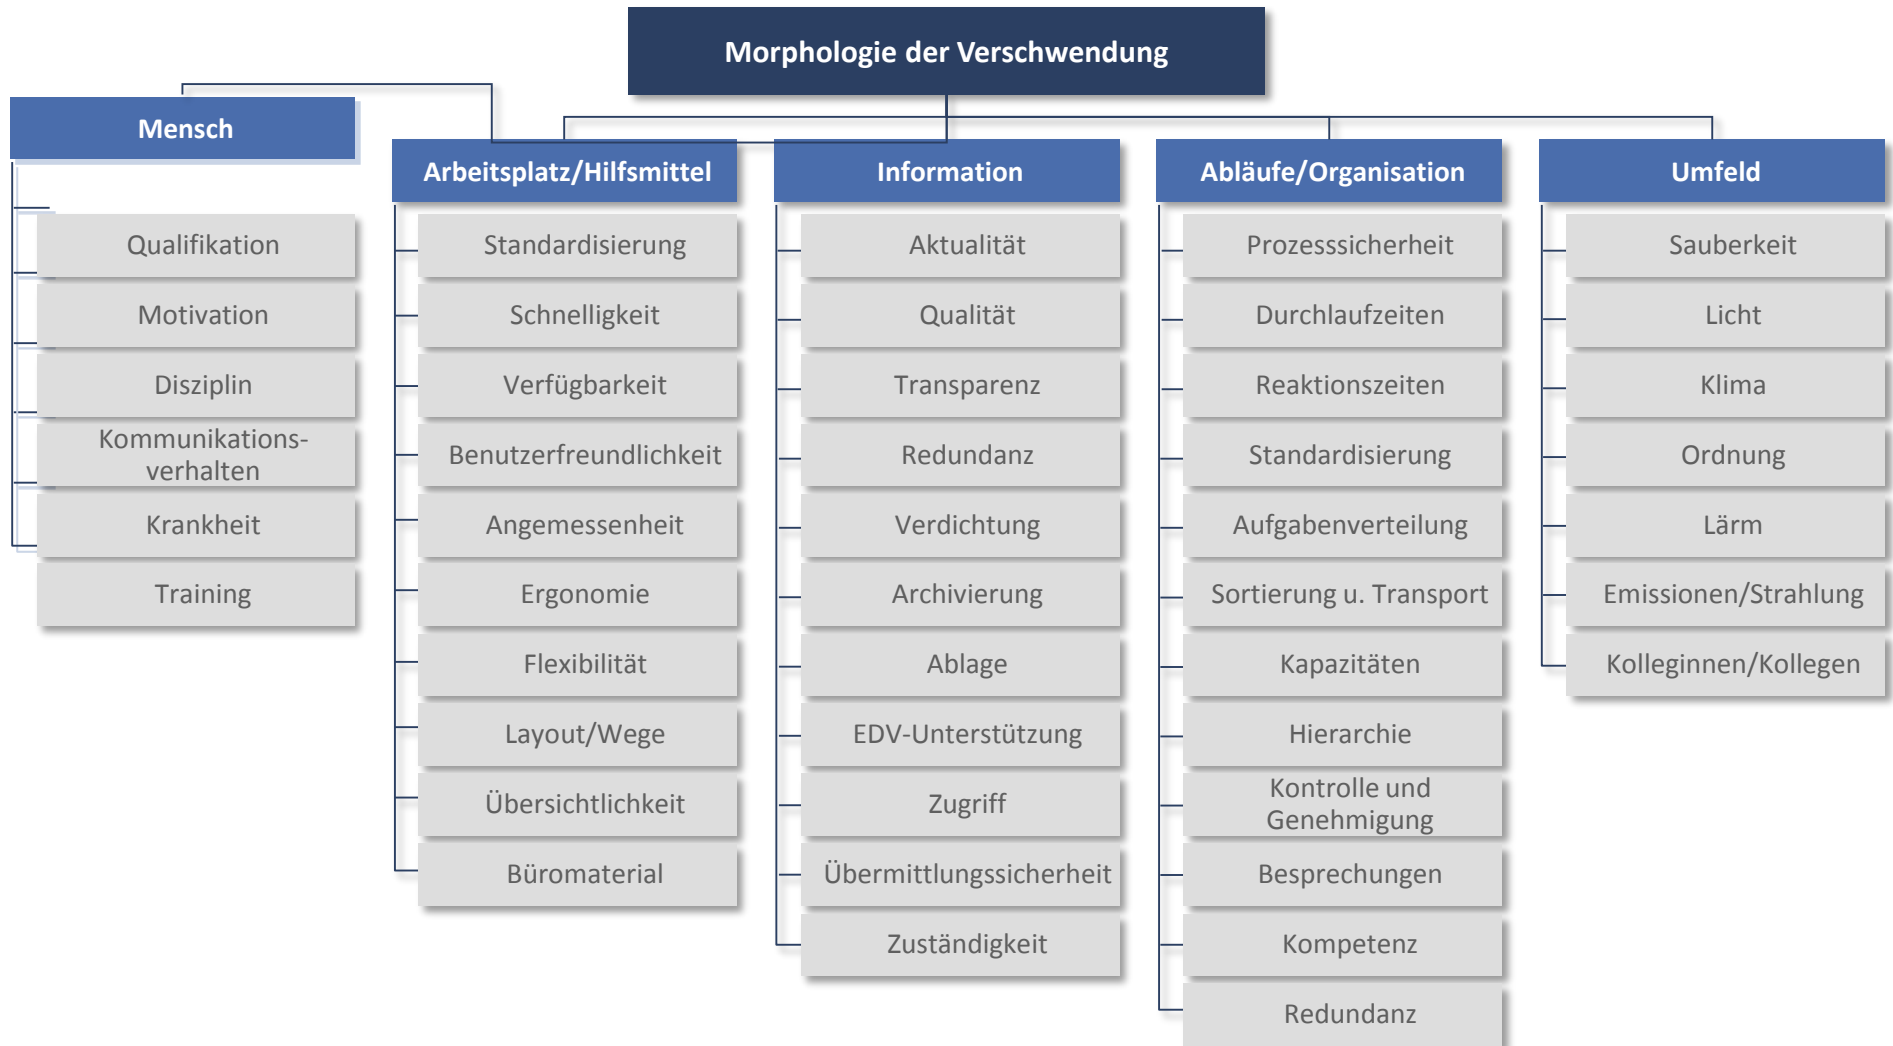 Morphologie der Verschwendung
Mensch
Qualifikation
Motivation
Disziplin
Kommunikations-
verhalten
Krankheit
Training
Arbeitsplatz/Hilfsmittel
Standardisierung
Schnelligkeit
Verfügbarkeit
Benutzerfreundlichkeit
Angemessenheit
Ergonomie
Flexibilität
Layout/Wege
Übersichtlichkeit
Büromaterial
Information
Aktualität
Qualität
Transparenz
Redundanz
Verdichtung
Archivierung
Ablage
EDV-Unterstützung
Zugriff
Übermittlungssicherheit
Zuständigkeit
Abläufe/Organisation
Prozesssicherheit
Durchlaufzeiten
Reaktionszeiten
Standardisierung
Aufgabenverteilung
Sortierung u. Transport
Kapazitäten
Hierarchie
Kontrolle und
Genehmigung
Besprechungen
Kompetenz
Redundanz
Umfeld
Sauberkeit
Licht
Klima
Ordnung
Lärm
Emissionen/Strahlung
Kolleginnen/Kollegen